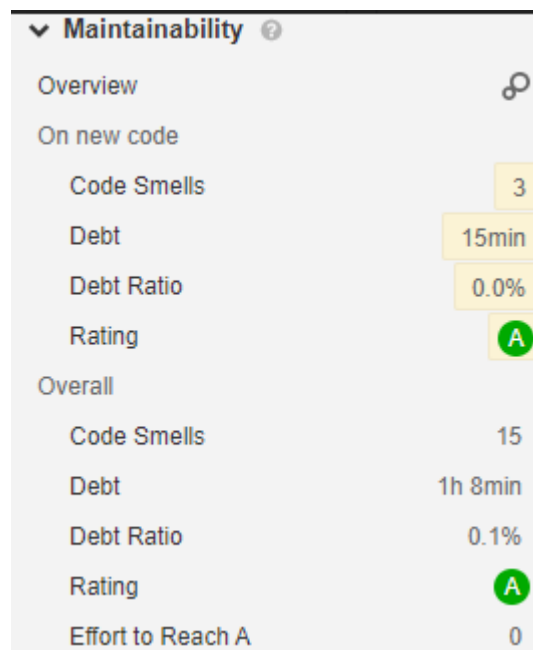 Maintainability ?
Overview
On new code
Code Smells 3
Debt 15min
Debt Ratio 0.0%
Rating A
Overall
Code Smells 15
Debt 1h 8min
Debt Ratio 0.1%
Rating A
Effort to Reach A 0